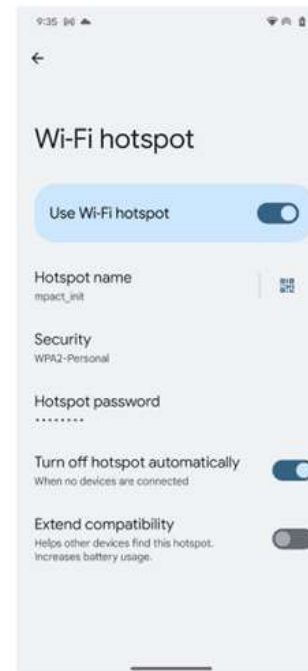 9:35
Wi-Fi hotspot
Use Wi-Fi hotspot
Hotspot name
mpact_init
Security
WPA2-Personal
Hotspot password
••••••••
Turn off hotspot automatically
When no devices are connected
Extend compatibility
Helps other devices find this hotspot.
Increases battery usage.